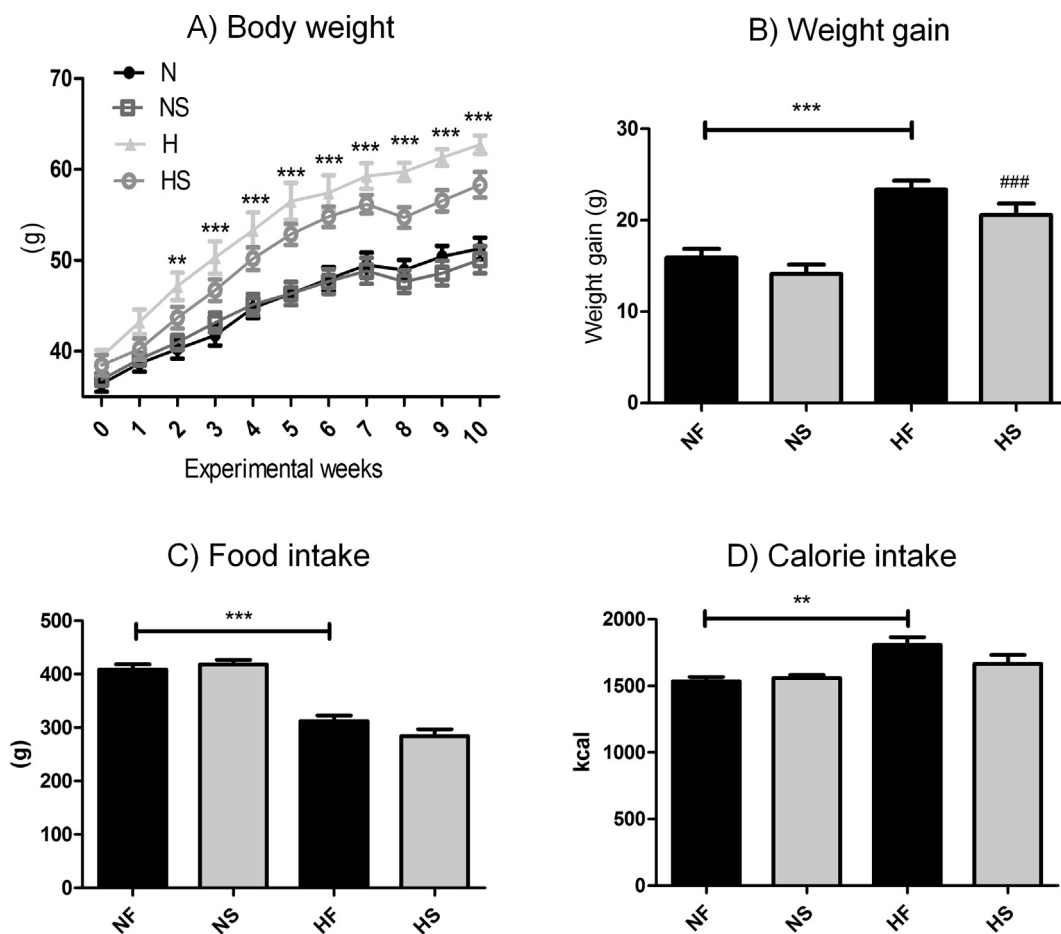 A) Body weight
N
NS
H
HS
70
60
50
40
(g)
** *** *** *** *** *** *** *** ***
0 1 2 3 4 5 6 7 8 9 10
Experimental weeks
B) Weight gain
***
###
30
20
10
0
Weight gain (g)
NF NS HF HS
C) Food intake
***
500
400
300
200
100
0
(g)
NF NS HF HS
D) Calorie intake
**
2000
1500
1000
500
0
kcal
NF NS HF HS